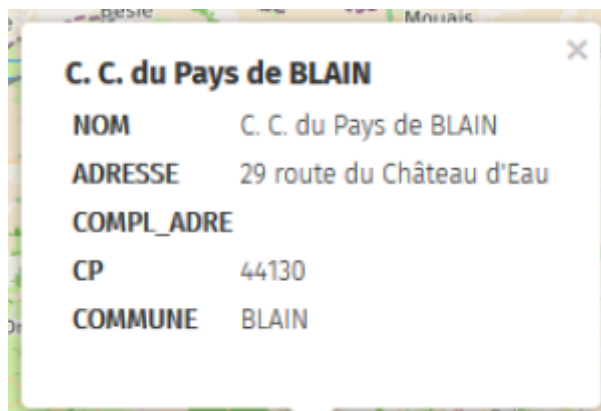 Besle
Mouais
×
C. C. du Pays de BLAIN
NOM C. C. du Pays de BLAIN
ADRESSE 29 route du Château d'Eau
COMPL_ADRE
CP 44130
COMMUNE BLAIN